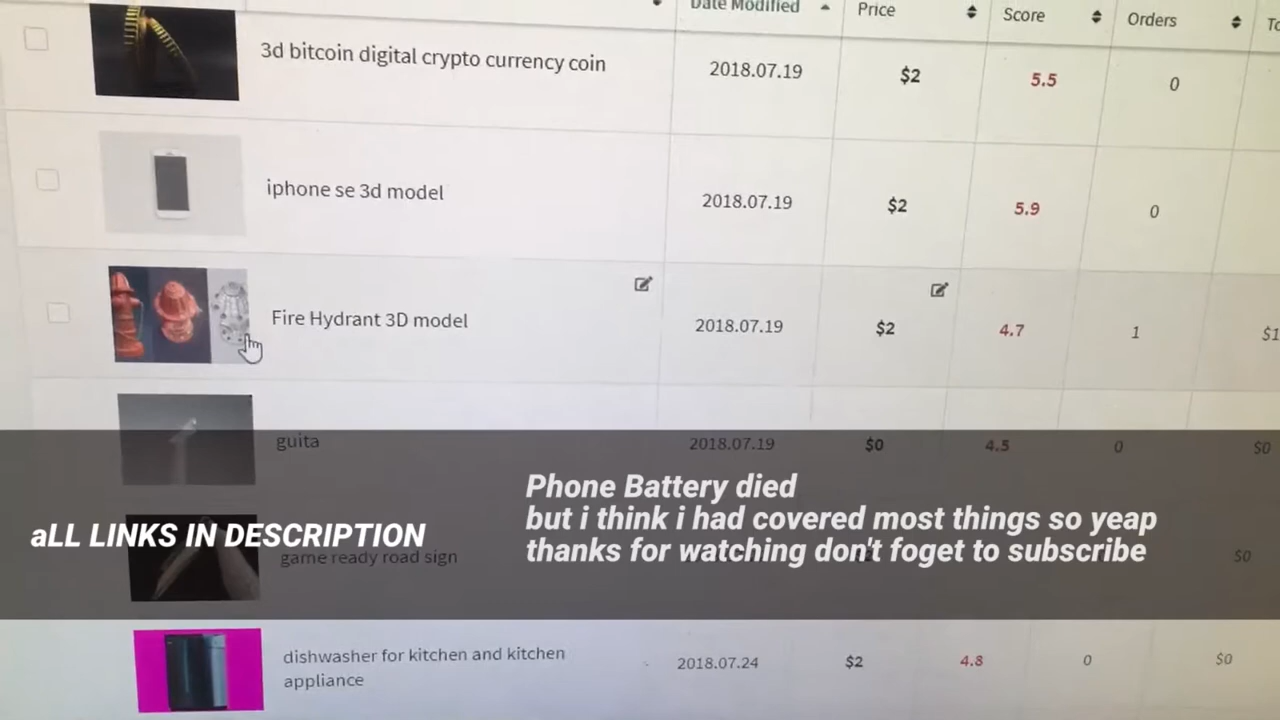 Date Modified Price Score Orders
3d bitcoin digital crypto currency coin 2018.07.19 $2 5.5 0
iphone se 3d model 2018.07.19 $2 5.9 0
Fire Hydrant 3D model 2018.07.19 $2 4.7 1 $1
guita 2018.07.19 $0 4.5 0 $0
Phone Battery died
but i think i had covered most things so yeap
aLL LINKS IN DESCRIPTION
thanks for watching don't foget to subscribe
game ready road sign $0
dishwasher for kitchen and kitchen
appliance 2018.07.24 $2 4.8 0 $0